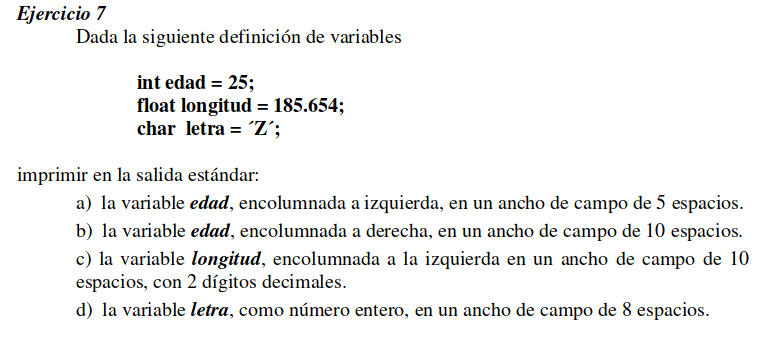 Ejercicio 7
Dada la siguiente definición de variables
int edad = 25;
float longitud = 185.654;
char letra = ´Z´;
imprimir en la salida estándar:
a) la variable edad, encolumnada a izquierda, en un ancho de campo de 5 espacios.
b) la variable edad, encolumnada a derecha, en un ancho de campo de 10 espacios.
c) la variable longitud, encolumnada a la izquierda en un ancho de campo de 10
espacios, con 2 dígitos decimales.
d) la variable letra, como número entero, en un ancho de campo de 8 espacios.